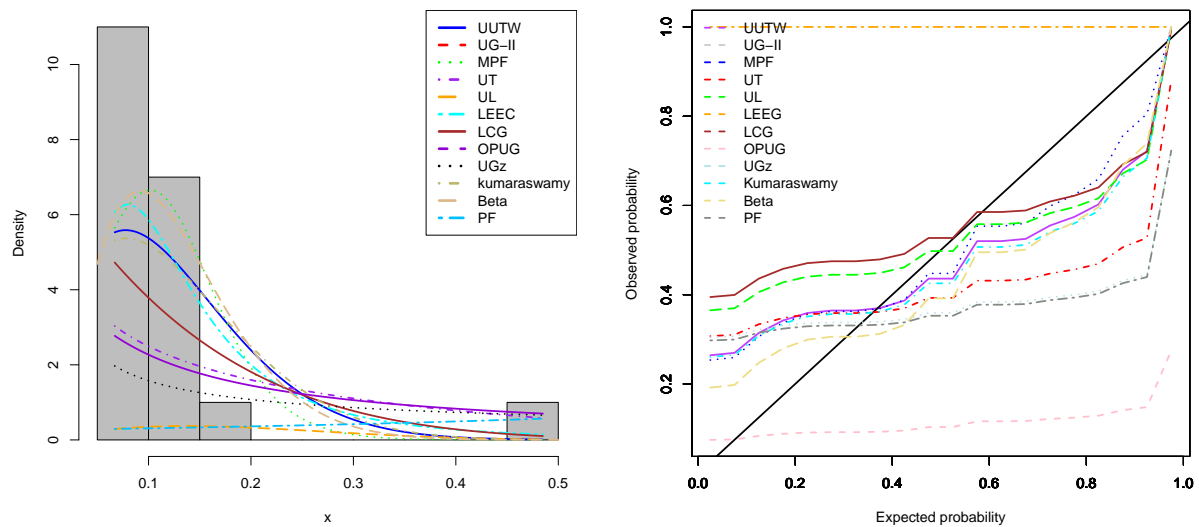 UUTW
UG−II
MPF
UT
UL
LEEC
LCG
OPUG
UGz
kumaraswamy
Beta
PF
Density
0
2
4
6
8
10
0.1
0.2
0.3
0.4
0.5
x
UUTW
UG−II
MPF
UT
UL
LEEG
LCG
OPUG
UGz
Kumaraswamy
Beta
PF
Observed probability
0.2
0.4
0.6
0.8
1.0
0.0
0.2
0.4
0.6
0.8
1.0
Expected probability